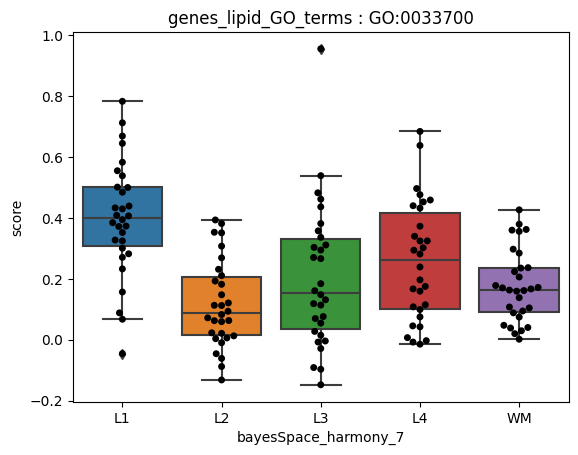 genes_lipid_GO_terms : GO:0033700
1.0
0.8
0.6
0.4
0.2
0.0
−0.2
score
L1 L2 L3 L4 WM
bayesSpace_harmony_7